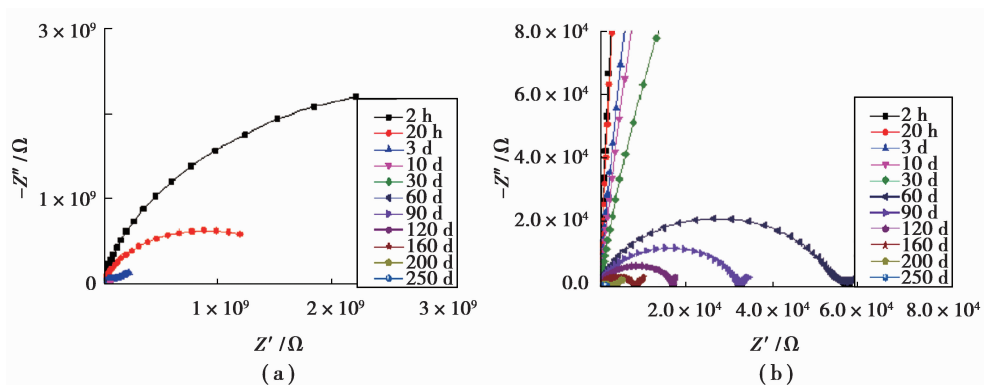 3 × 10⁹
1 × 10⁹
0
−Z″ / Ω
1 × 10⁹
2 × 10⁹
3 × 10⁹
Z′ / Ω
(a)
2 h
20 h
3 d
10 d
30 d
60 d
90 d
120 d
160 d
200 d
250 d
8.0 × 10⁴
6.0 × 10⁴
4.0 × 10⁴
2.0 × 10⁴
0.0
−Z″ / Ω
2.0 × 10⁴
4.0 × 10⁴
6.0 × 10⁴
8.0 × 10⁴
Z′ / Ω
(b)
2 h
20 h
3 d
10 d
30 d
60 d
90 d
120 d
160 d
200 d
250 d